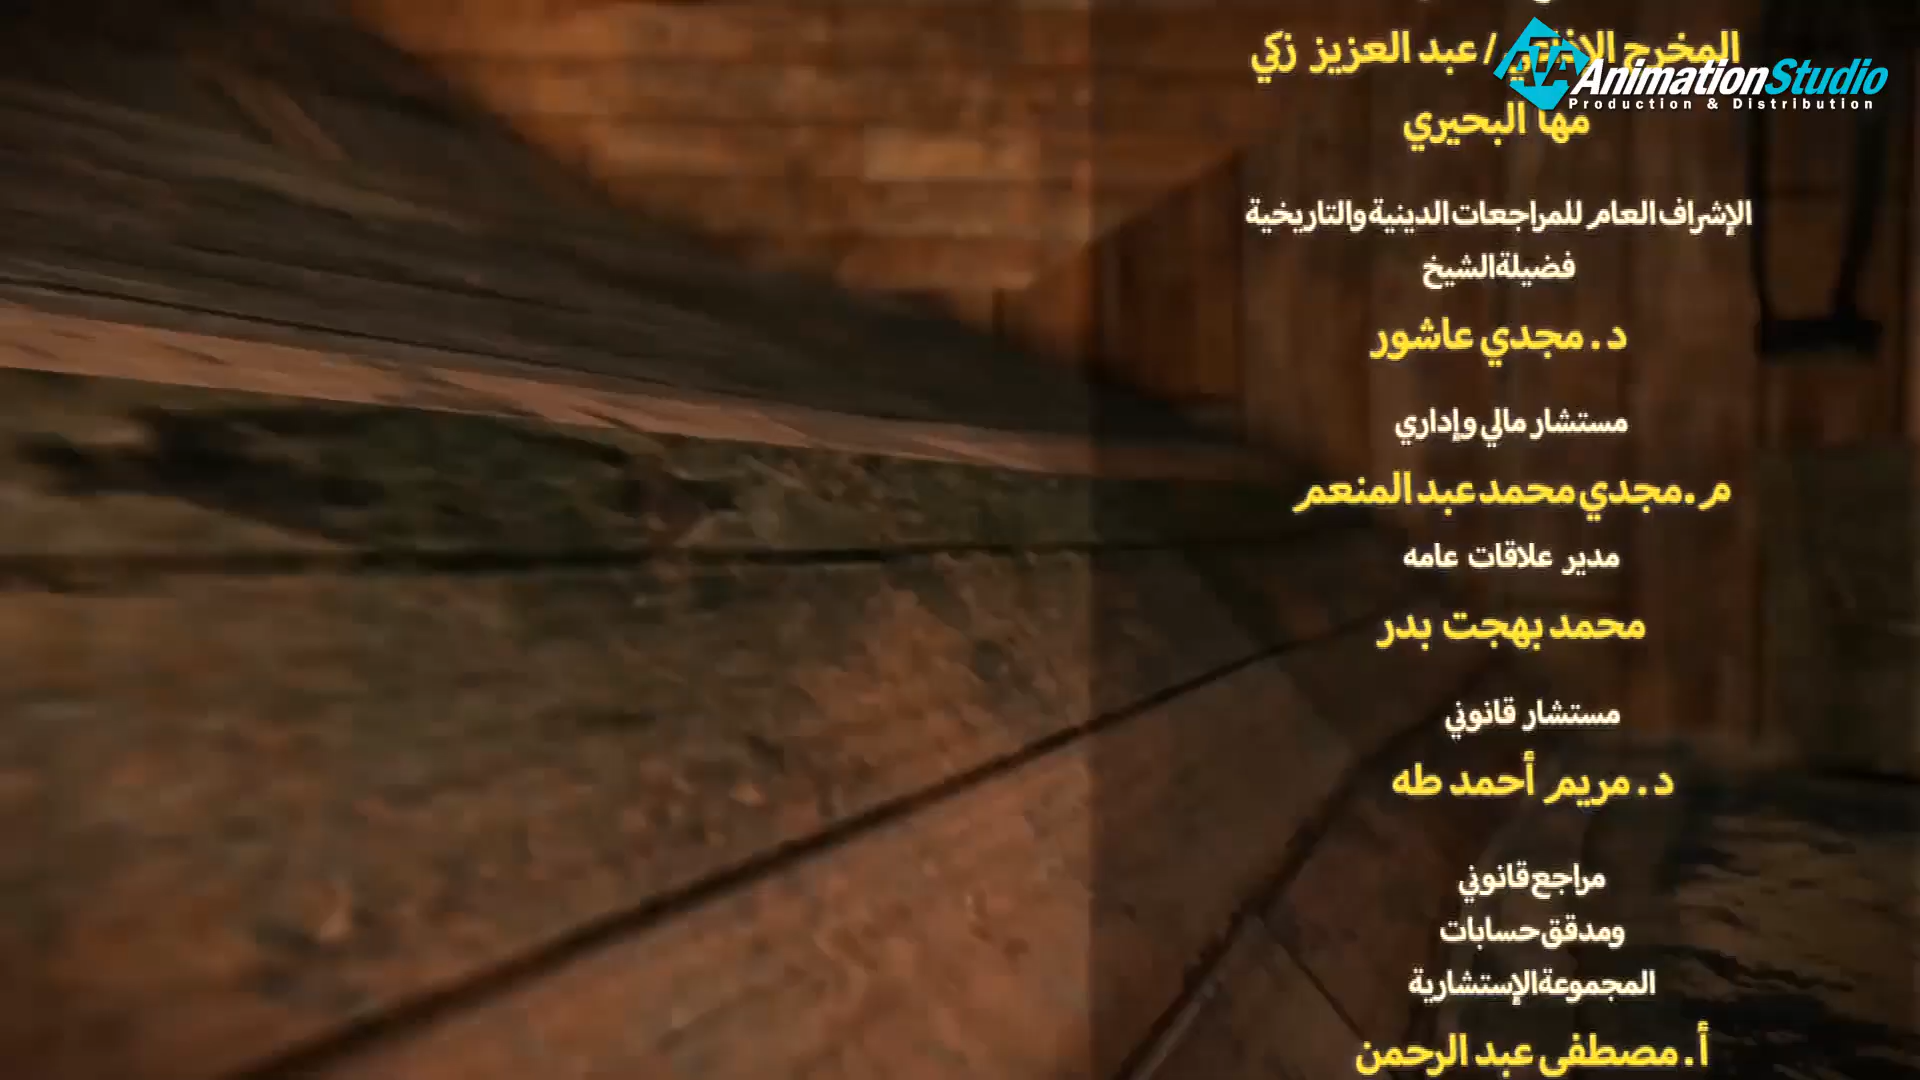 المخرج الإذاعي / عبد العزيز زكي
AnimationStudio
Production & Distribution
مها البحيري
الإشراف العام للمراجعات الدينية والتاريخية
فضيلة الشيخ
د. مجدي عاشور
مستشار مالي وإداري
م. مجدي محمد عبد المنعم
مدير علاقات عامه
محمد بهجت بدر
مستشار قانوني
د. مريم أحمد طه
مراجع قانوني
ومدقق حسابات
المجموعة الإستشارية
أ. مصطفى عبد الرحمن